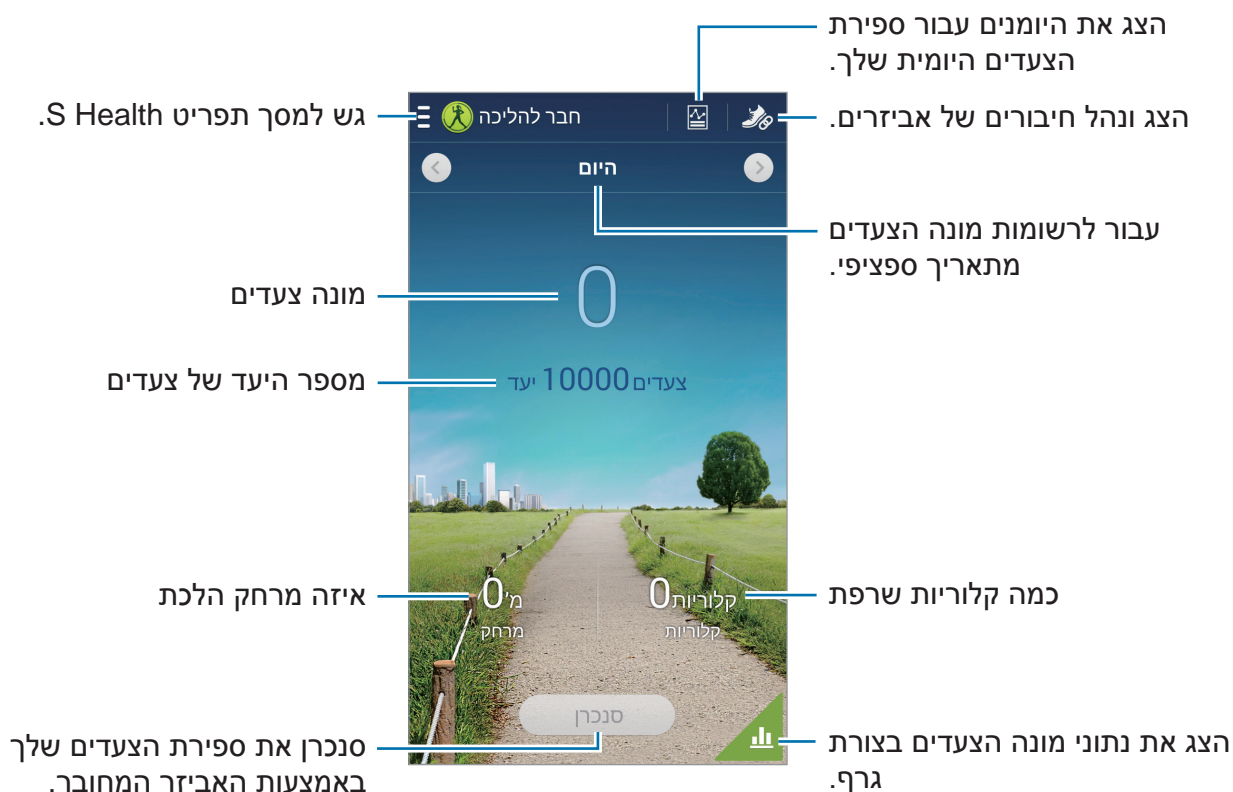 הצג את היומנים עבור ספירת
הצעדים היומית שלך.
הצג ונהל חיבורים של אביזרים.
חבר להליכה
גש למסך תפריט S Health.
היום
עבור לרשומות מונה הצעדים
מתאריך ספציפי.
0
מונה צעדים
צעדים 10000 יעד
מספר היעד של צעדים
כמה קלוריות שרפת
קלוריות 0
קלוריות
מ' 0
מרחק
איזה מרחק הלכת
סנכרן
הצג את נתוני מונה הצעדים בצורת
גרף.
סנכרן את ספירת הצעדים שלך
באמצעות האביזר המחובר.